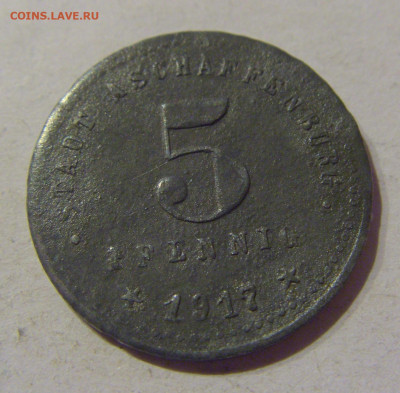 COINS.LAVE.RU
· STADT ASCHAFFENBURG ·
5
PFENNIG
* 1917 *